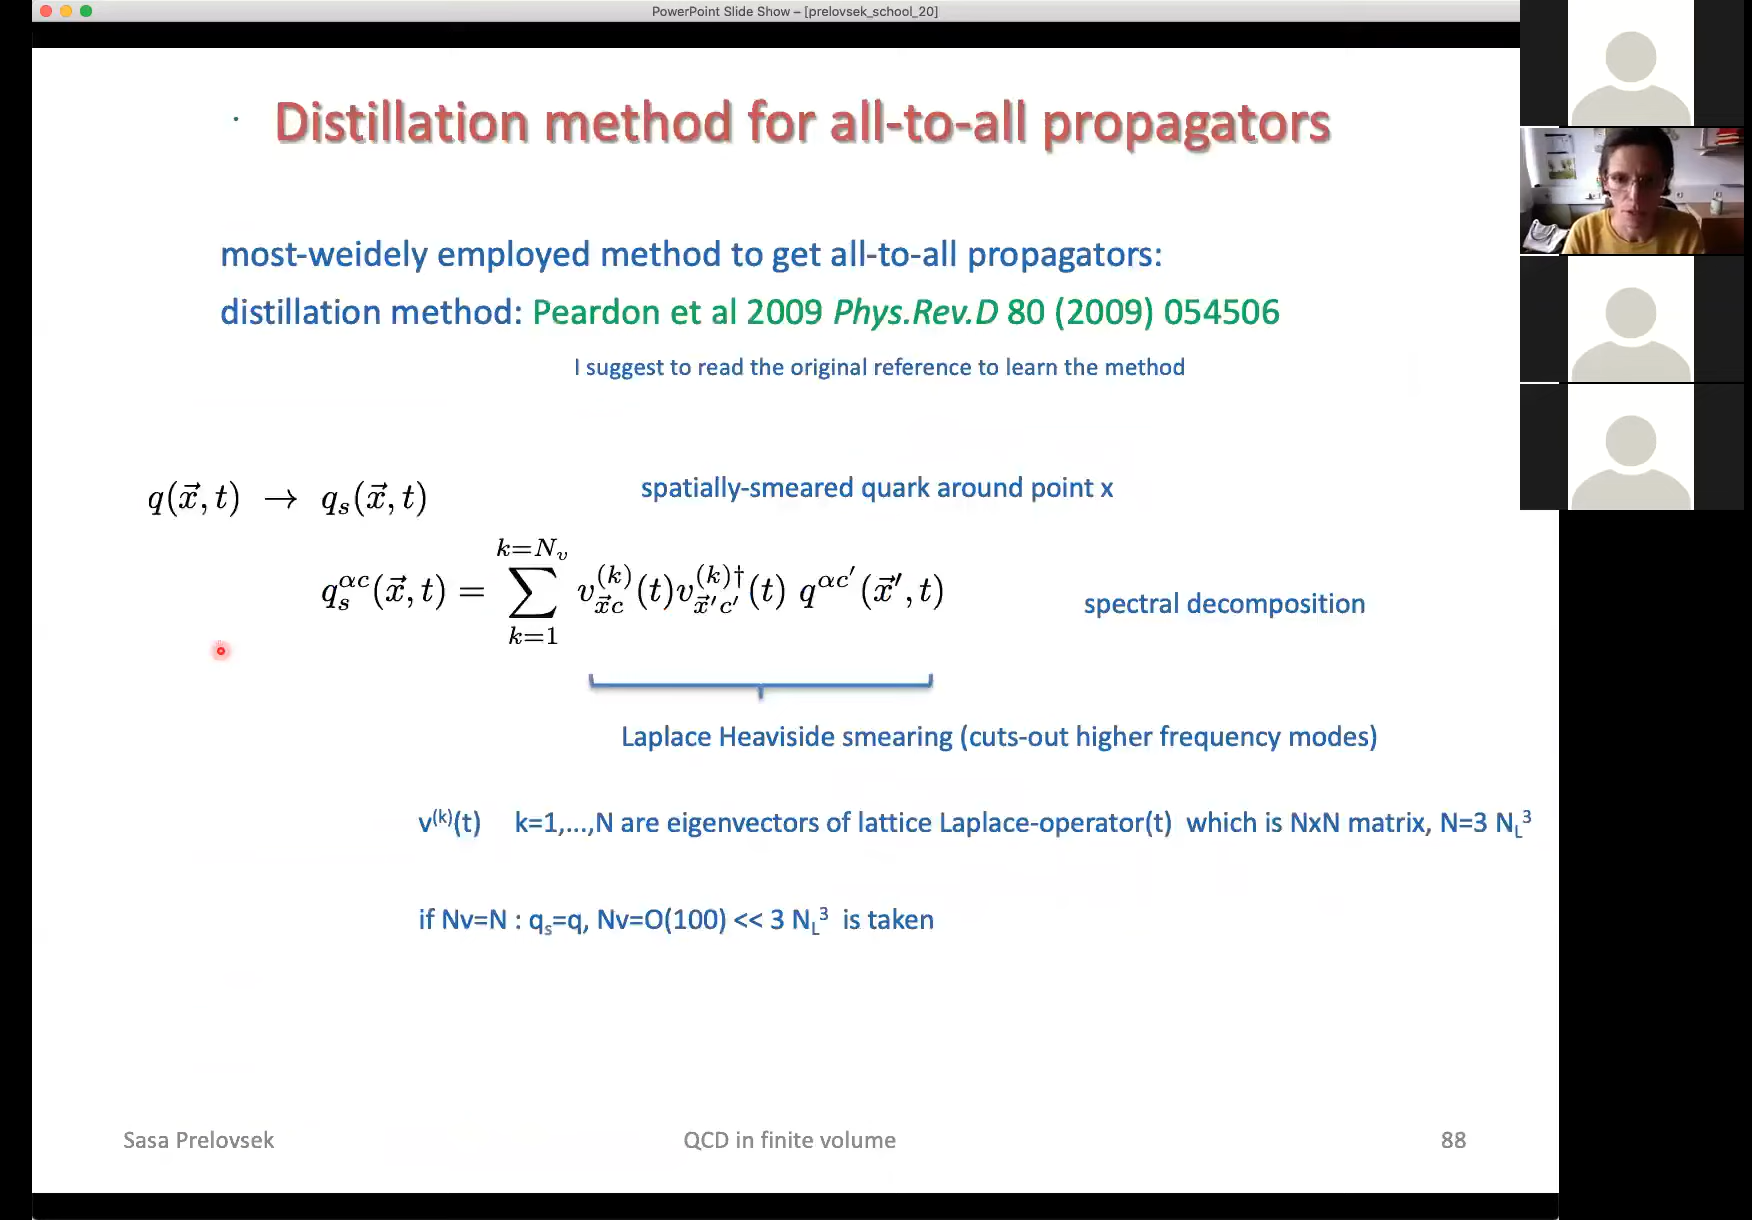 PowerPoint Slide Show – [prelovsek_school_20]
Distillation method for all-to-all propagators
most-weidely employed method to get all-to-all propagators:
distillation method: Peardon et al 2009 Phys.Rev.D 80 (2009) 054506
I suggest to read the original reference to learn the method
q(x⃗, t) → qₛ(x⃗, t) spatially-smeared quark around point x
q_s^{αc}(x⃗, t) = ∑_{k=1}^{k=N_v} v_{x⃗c}^{(k)}(t) v_{x⃗′c′}^{(k)†}(t) q^{αc′}(x⃗′, t) spectral decomposition
Laplace Heaviside smearing (cuts-out higher frequency modes)
v⁽ᵏ⁾(t) k=1,...,N are eigenvectors of lattice Laplace-operator(t) which is NxN matrix, N=3 N_L^3
if Nv=N : qₛ=q, Nv=O(100) << 3 N_L^3 is taken
Sasa Prelovsek QCD in finite volume 88